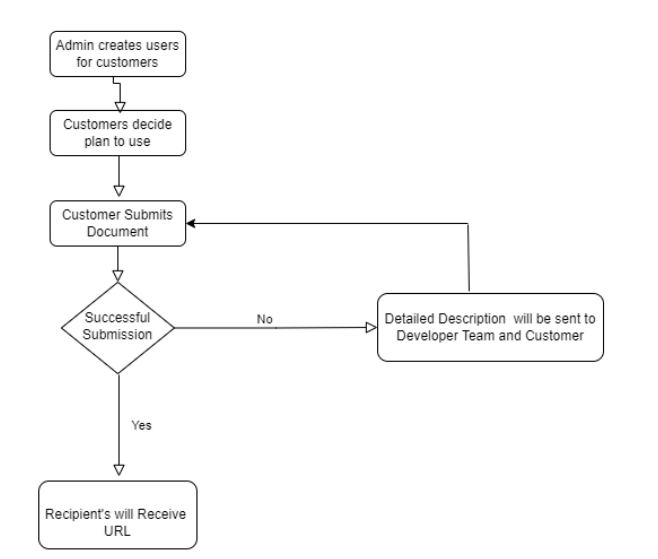 Admin creates users
for customers
Customers decide
plan to use
Customer Submits
Document
Successful
Submission
No
Detailed Description  will be sent to
Developer Team and Customer
Yes
Recipient's will Receive
URL